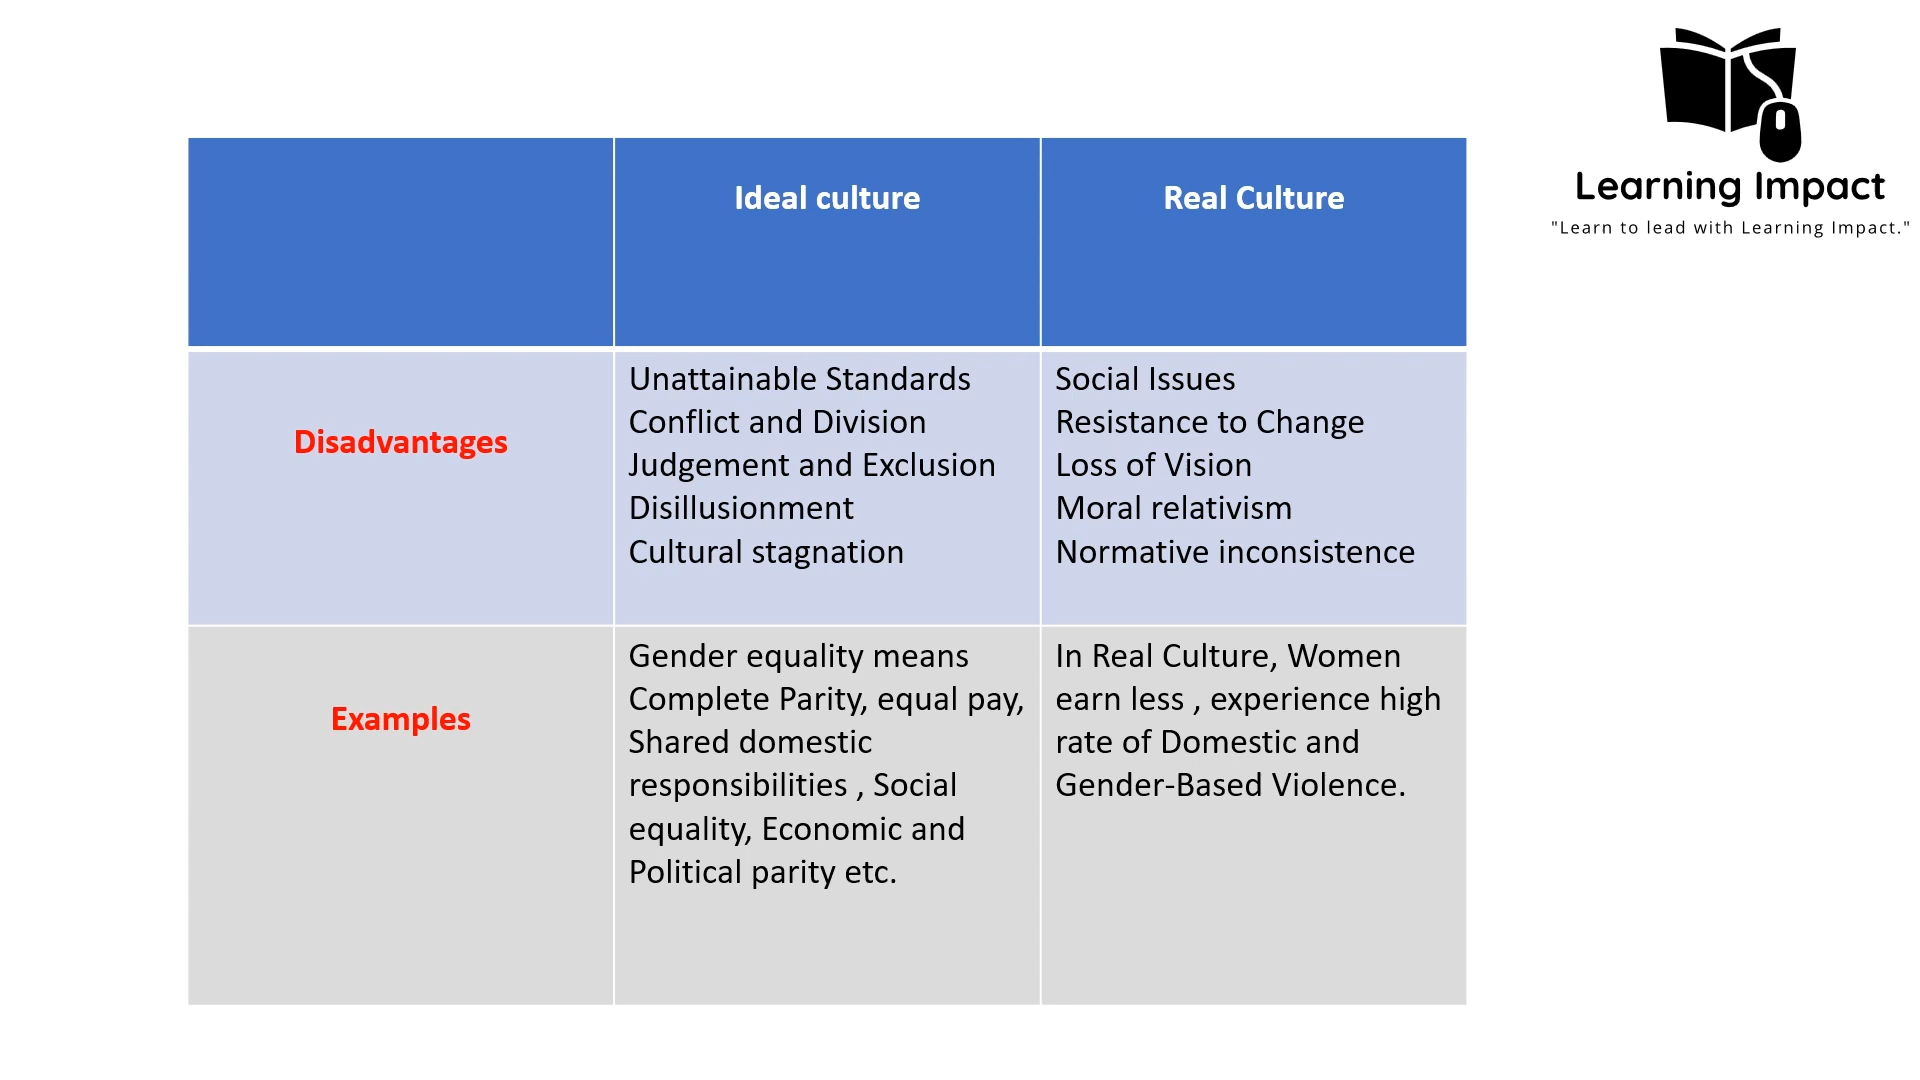 Learning Impact
"Learn to lead with Learning Impact."
Ideal culture
Real Culture
Disadvantages
Unattainable Standards
Conflict and Division
Judgement and Exclusion
Disillusionment
Cultural stagnation
Social Issues
Resistance to Change
Loss of Vision
Moral relativism
Normative inconsistence
Examples
Gender equality means
Complete Parity, equal pay,
Shared domestic
responsibilities , Social
equality, Economic and
Political parity etc.
In Real Culture, Women
earn less , experience high
rate of Domestic and
Gender-Based Violence.